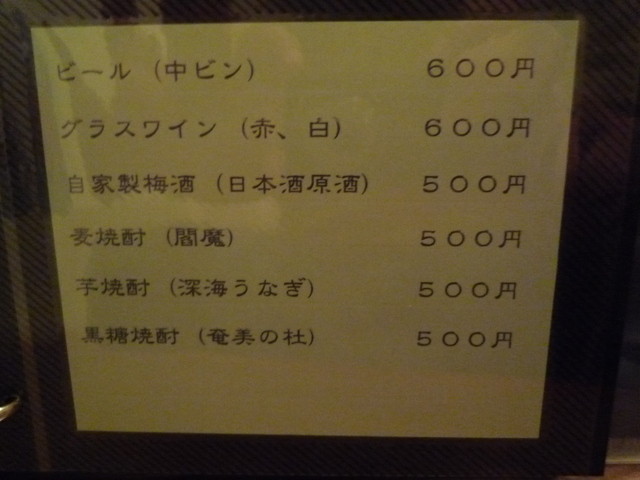 ビール（中ビン） ６００円
グラスワイン（赤、白） ６００円
自家製梅酒（日本酒原酒） ５００円
麦焼酎（閻魔） ５００円
芋焼酎（深海うなぎ） ５００円
黒糖焼酎（奄美の杜） ５００円